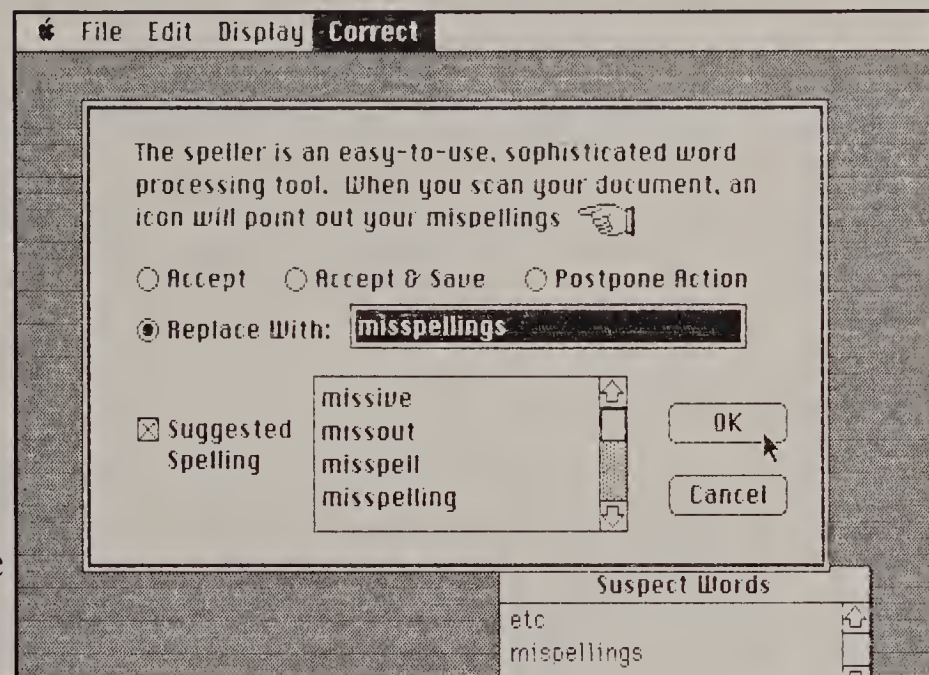 File Edit Display Correct
The speller is an easy-to-use, sophisticated word
processing tool. When you scan your document, an
icon will point out your mispellings
Accept Accept & Save Postpone Action
Replace With: misspellings
Suggested
Spelling
missive
missout
misspell
misspelling
OK
Cancel
Suspect Words
etc
mispellings